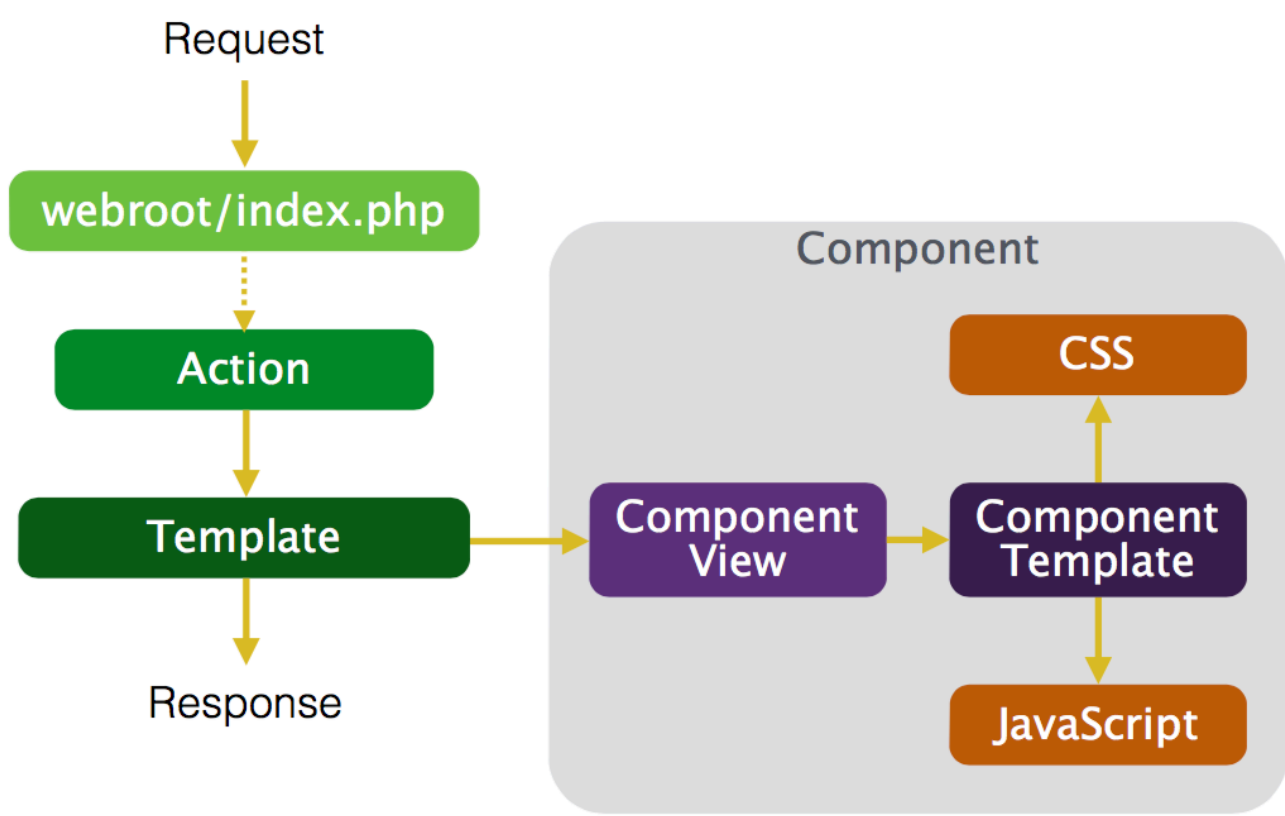 Request
webroot/index.php
Action
Template
Response
Component
CSS
Component
View
Component
Template
JavaScript